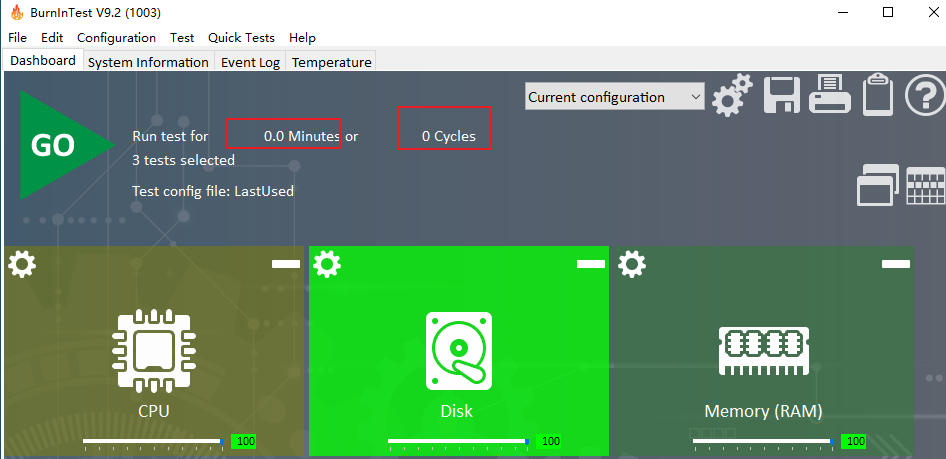 BurnInTest V9.2 (1003)
File Edit Configuration Test Quick Tests Help
Dashboard System Information Event Log Temperature
Current configuration
GO
Run test for 0.0 Minutes or 0 Cycles
3 tests selected
Test config file: LastUsed
CPU Disk Memory (RAM)
100 100 100